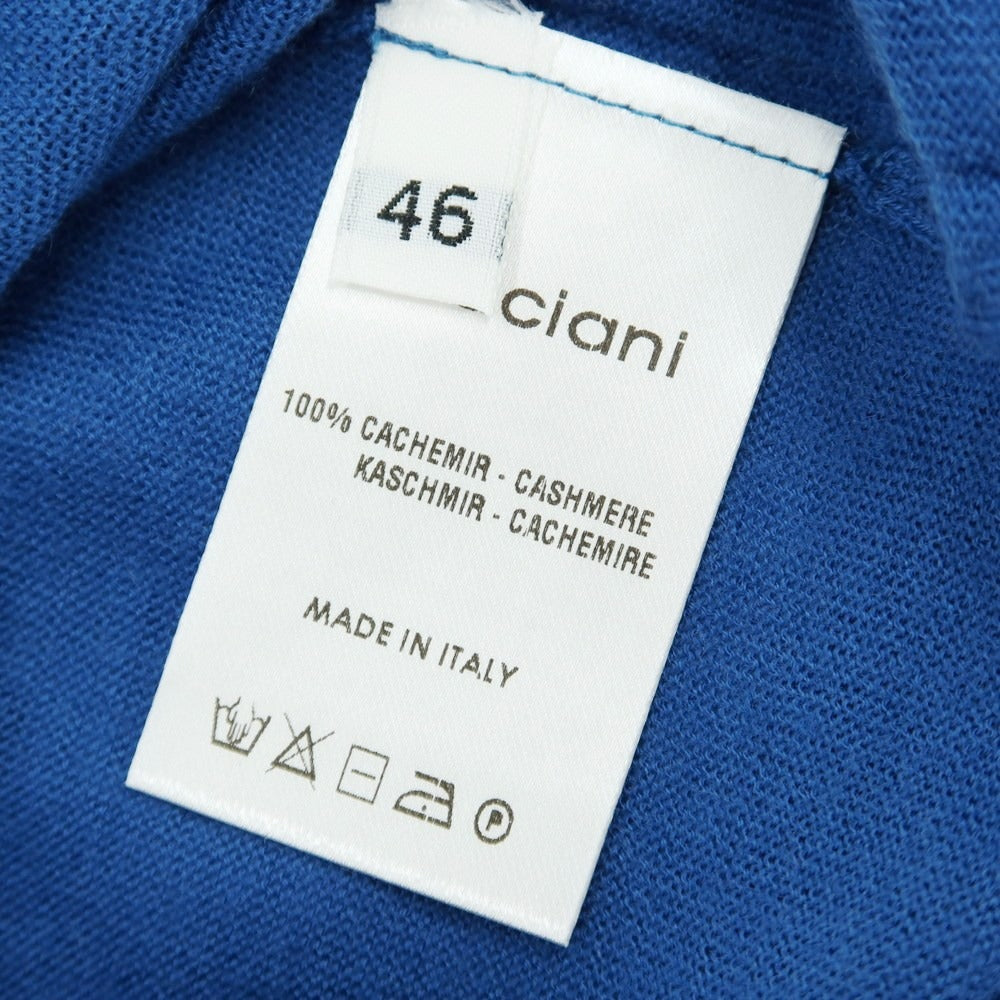 46
ciani
100% CACHEMIR - CASHMERE
KASCHMIR - CACHEMIRE
MADE IN ITALY
P